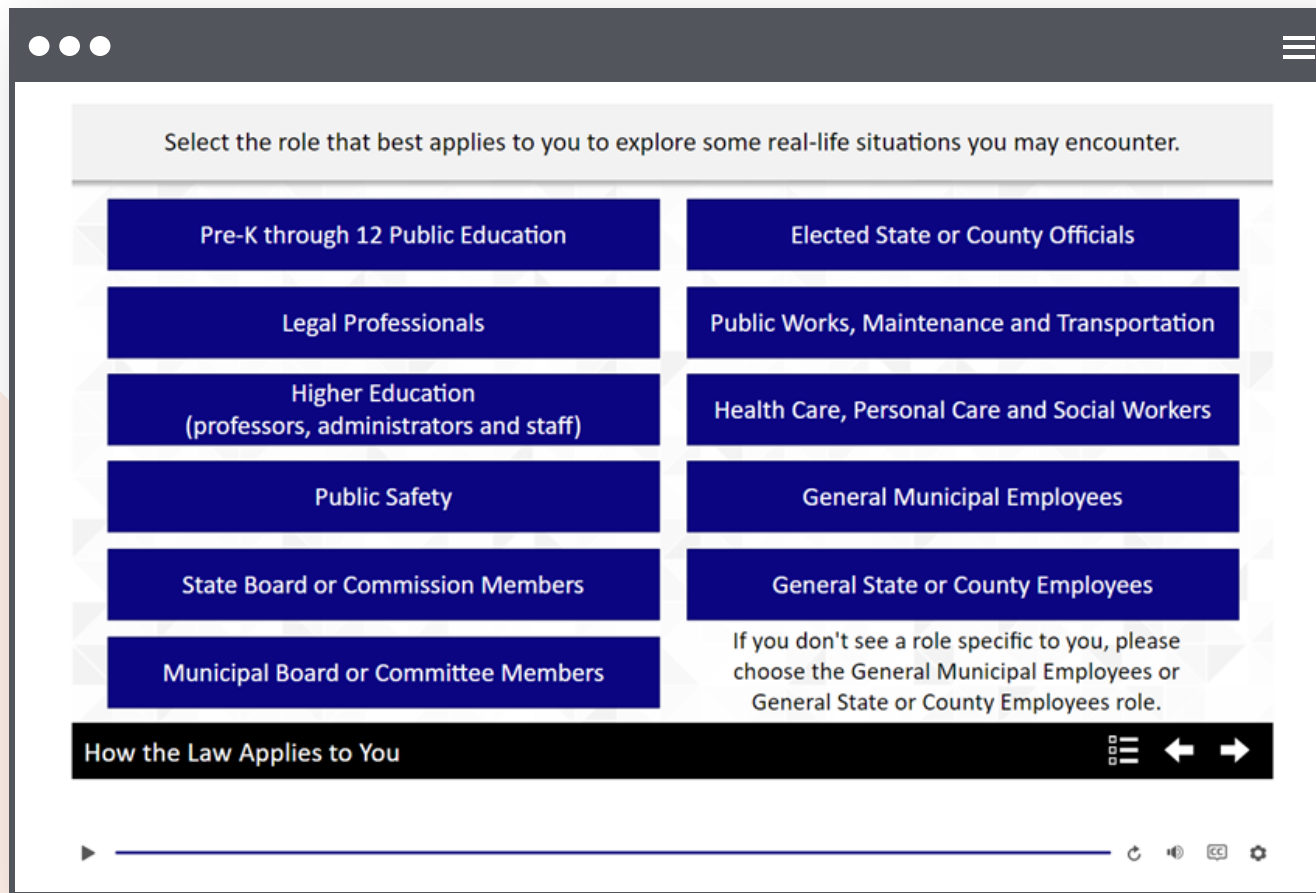 Select the role that best applies to you to explore some real-life situations you may encounter.
Pre-K through 12 Public Education
Elected State or County Officials
Legal Professionals
Public Works, Maintenance and Transportation
Higher Education
(professors, administrators and staff)
Health Care, Personal Care and Social Workers
Public Safety
General Municipal Employees
State Board or Commission Members
General State or County Employees
Municipal Board or Committee Members
If you don't see a role specific to you, please
choose the General Municipal Employees or
General State or County Employees role.
How the Law Applies to You
CC